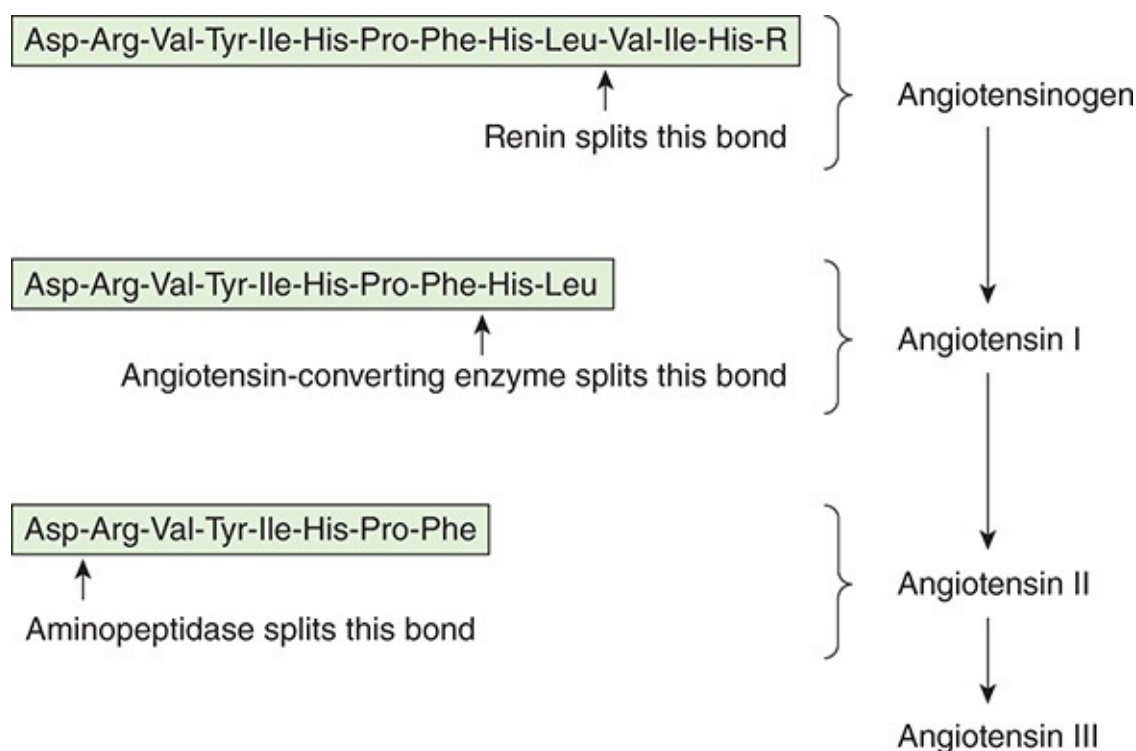 Asp-Arg-Val-Tyr-Ile-His-Pro-Phe-His-Leu-Val-Ile-His-R
Renin splits this bond
Angiotensinogen
Asp-Arg-Val-Tyr-Ile-His-Pro-Phe-His-Leu
Angiotensin-converting enzyme splits this bond
Angiotensin I
Asp-Arg-Val-Tyr-Ile-His-Pro-Phe
Aminopeptidase splits this bond
Angiotensin II
Angiotensin III